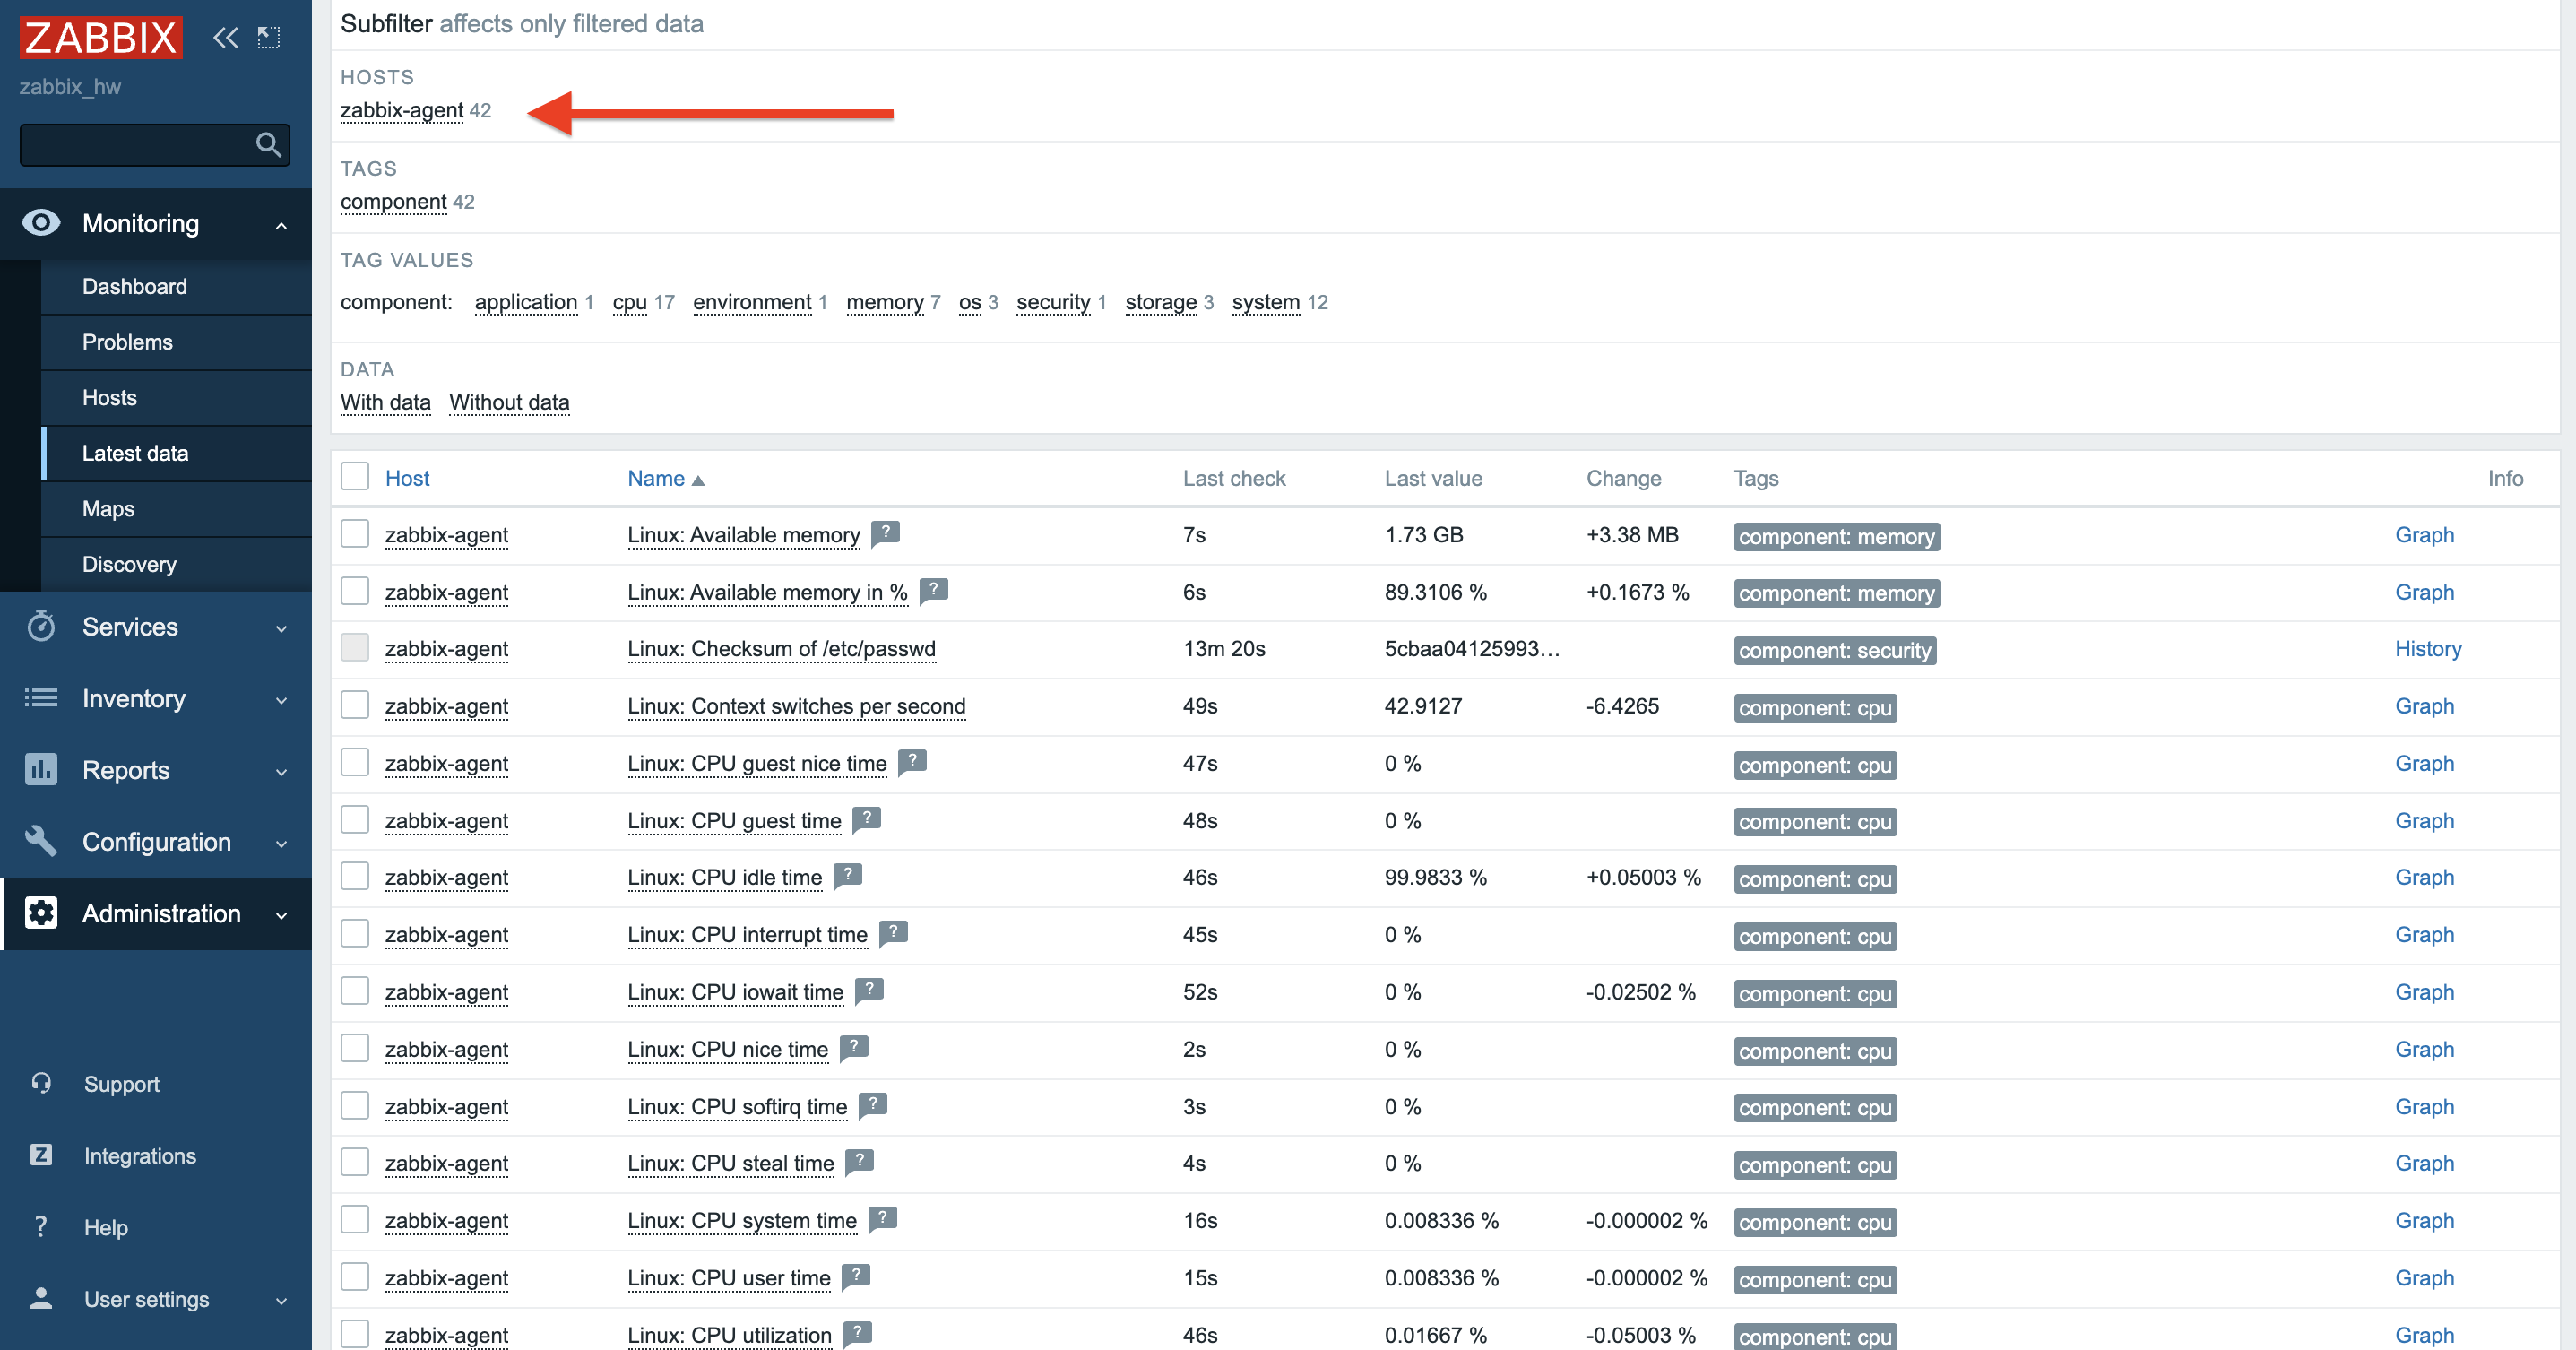 ZABBIX
zabbix_hw
Monitoring
Dashboard
Problems
Hosts
Latest data
Maps
Discovery
Services
Inventory
Reports
Configuration
Administration
Support
Z Integrations
? Help
User settings
Subfilter affects only filtered data
HOSTS
zabbix-agent 42
TAGS
component 42
TAG VALUES
component: application 1 cpu 17 environment 1 memory 7 os 3 security 1 storage 3 system 12
DATA
With data Without data
Host Name ▲ Last check Last value Change Tags Info
zabbix-agent Linux: Available memory ? 7s 1.73 GB +3.38 MB component: memory Graph
zabbix-agent Linux: Available memory in % ? 6s 89.3106 % +0.1673 % component: memory Graph
zabbix-agent Linux: Checksum of /etc/passwd 13m 20s 5cbaa04125993... component: security History
zabbix-agent Linux: Context switches per second 49s 42.9127 -6.4265 component: cpu Graph
zabbix-agent Linux: CPU guest nice time ? 47s 0 % component: cpu Graph
zabbix-agent Linux: CPU guest time ? 48s 0 % component: cpu Graph
zabbix-agent Linux: CPU idle time ? 46s 99.9833 % +0.05003 % component: cpu Graph
zabbix-agent Linux: CPU interrupt time ? 45s 0 % component: cpu Graph
zabbix-agent Linux: CPU iowait time ? 52s 0 % -0.02502 % component: cpu Graph
zabbix-agent Linux: CPU nice time ? 2s 0 % component: cpu Graph
zabbix-agent Linux: CPU softirq time ? 3s 0 % component: cpu Graph
zabbix-agent Linux: CPU steal time ? 4s 0 % component: cpu Graph
zabbix-agent Linux: CPU system time ? 16s 0.008336 % -0.000002 % component: cpu Graph
zabbix-agent Linux: CPU user time ? 15s 0.008336 % -0.000002 % component: cpu Graph
zabbix-agent Linux: CPU utilization ? 46s 0.01667 % -0.05003 % component: cpu Graph